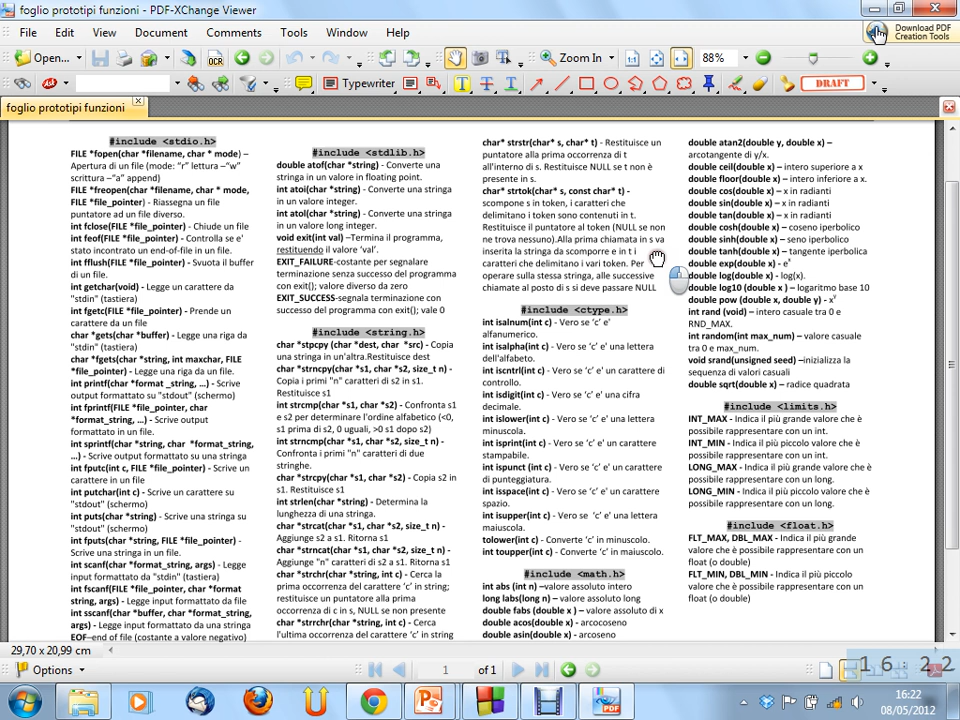 foglio prototipi funzioni - PDF-XChange Viewer
File Edit View Document Comments Tools Window Help
Download PDF
Creation Tools
Open... OCR Zoom In 88%
Typewriter DRAFT
foglio prototipi funzioni
#include <stdio.h>
FILE *fopen(char *filename, char * mode) –
Apertura di un file (mode: “r” lettura –“w”
scrittura –“a” append)
FILE *freopen(char *filename, char * mode,
FILE *file_pointer) - Riassegna un file
puntatore ad un file diverso.
int fclose(FILE *file_pointer) - Chiude un file
int feof(FILE *file_pointer) - Controlla se e'
stato incontrato un end-of-file in un file.
int fflush(FILE *file_pointer) - Svuota il buffer
di un file.
int getchar(void) - Legge un carattere da
"stdin" (tastiera)
int fgetc(FILE *file_pointer) - Prende un
carattere da un file
char *gets(char *buffer) - Legge una riga da
"stdin" (tastiera)
char *fgets(char *string, int maxchar, FILE
*file_pointer) - Legge una riga da un file.
int printf(char *format _string, …) - Scrive
output formattato su "stdout" (schermo)
int fprintf(FILE *file_pointer, char
*format_string, …) - Scrive output
formattato in un file.
int sprintf(char *string, char *format_string,
…) - Scrive output formattato su una stringa
int fputc(int c, FILE *file_pointer) - Scrive un
carattere in un file
int putchar(int c) - Scrive un carattere su
"stdout" (schermo)
int puts(char *string) - Scrive una stringa su
"stdout" (schermo)
int fputs(char *string, FILE *file_pointer) -
Scrive una stringa in un file.
int scanf(char *format_string, args) - Legge
input formattato da "stdin" (tastiera)
int fscanf(FILE *file_pointer, char *format
string, args) - Legge input formattato da file
int sscanf(char *buffer, char *format_string,
args) - Legge input formattato da una stringa
EOF–end of file (costante a valore negativo)
#include <stdlib.h>
double atof(char *string) - Converte una
stringa in un valore in floating point.
int atoi(char *string) - Converte una stringa
in un valore integer.
int atol(char *string) - Converte una stringa
in un valore long integer.
void exit(int val) –Termina il programma,
restituendo il valore ‘val’.
EXIT_FAILURE-costante per segnalare
terminazione senza successo del programma
con exit(); valore diverso da zero
EXIT_SUCCESS-segnala terminazione con
successo del programma con exit(); vale 0
#include <string.h>
char *stpcpy (char *dest, char *src) - Copia
una stringa in un'altra.Restituisce dest
char *strncpy(char *s1, char *s2, size_t n) -
Copia i primi "n" caratteri di s2 in s1.
Restituisce s1
int strcmp(char *s1, char *s2) - Confronta s1
e s2 per determinare l'ordine alfabetico (<0,
s1 prima di s2, 0 uguali, >0 s1 dopo s2)
int strncmp(char *s1, char *s2, size_t n) -
Confronta i primi "n" caratteri di due
stringhe.
char *strcpy(char *s1, char *s2) - Copia s2 in
s1. Restituisce s1
int strlen(char *string) - Determina la
lunghezza di una stringa.
char *strcat(char *s1, char *s2, size_t n) -
Aggiunge s2 a s1. Ritorna s1
char *strncat(char *s1, char *s2, size_t n) -
Aggiunge "n" caratteri di s2 a s1. Ritorna s1
char *strchr(char *string, int c) - Cerca la
prima occorrenza del carattere ‘c’ in string;
restituisce un puntatore alla prima
occorrenza di c in s, NULL se non presente
char *strrchr(char *string, int c) - Cerca
l'ultima occorrenza del carattere ‘c’ in string
char* strstr(char* s, char* t) - Restituisce un
puntatore alla prima occorrenza di t
all'interno di s. Restituisce NULL se t non è
presente in s.
char* strtok(char* s, const char* t) -
scompone s in token, i caratteri che
delimitano i token sono contenuti in t.
Restituisce il puntatore al token (NULL se non
ne trova nessuno).Alla prima chiamata in s va
inserita la stringa da scomporre e in t i
caratteri che delimitano i vari token. Per
operare sulla stessa stringa, alle successive
chiamate al posto di s si deve passare NULL
#include <ctype.h>
int isalnum(int c) - Vero se ‘c’ e'
alfanumerico.
int isalpha(int c) - Vero se ‘c’ e' una lettera
dell'alfabeto.
int iscntrl(int c) - Vero se ‘c’ e' un carattere di
controllo.
int isdigit(int c) - Vero se ‘c’ e' una cifra
decimale.
int islower(int c) - Vero se ‘c’ e' una lettera
minuscola.
int isprint(int c) - Vero se ‘c’ e' un carattere
stampabile.
int ispunct (int c) - Vero se ‘c’ e' un carattere
di punteggiatura.
int isspace(int c) - Vero se ‘c’ e' un carattere
spazio.
int isupper(int c) - Vero se ‘c’ e' una lettera
maiuscola.
tolower(int c) - Converte ‘c’ in minuscolo.
int toupper(int c) - Converte ‘c’ in maiuscolo.
#include <math.h>
int abs (int n) –valore assoluto intero
long labs(long n) – valore assoluto long
double fabs (double x ) – valore assoluto di x
double acos(double x) - arcocoseno
double asin(double x) - arcoseno
double atan2(double y, double x) –
arcotangente di y/x.
double ceil(double x) – intero superiore a x
double floor(double x) – intero inferiore a x.
double cos(double x) – x in radianti
double sin(double x) – x in radianti
double tan(double x) – x in radianti
double cosh(double x) – coseno iperbolico
double sinh(double x) – seno iperbolico
double tanh(double x) – tangente iperbolica
double exp(double x) - eˣ
double log(double x) - log(x).
double log10 (double x ) – logaritmo base 10
double pow (double x, double y) - xʸ
int rand (void) – intero casuale tra 0 e
RND_MAX.
int random(int max_num) – valore casuale
tra 0 e max_num.
void srand(unsigned seed) –inizializza la
sequenza di valori casuali
double sqrt(double x) – radice quadrata
#include <limits.h>
INT_MAX - Indica il più grande valore che è
possibile rappresentare con un int.
INT_MIN - Indica il più piccolo valore che è
possibile rappresentare con un int.
LONG_MAX - Indica il più grande valore che è
possibile rappresentare con un long.
LONG_MIN - Indica il più piccolo valore che è
possibile rappresentare con un long.
#include <float.h>
FLT_MAX, DBL_MAX - Indica il più grande
valore che è possibile rappresentare con un
float (o double)
FLT_MIN, DBL_MIN - Indica il più piccolo
valore che è possibile rappresentare con un
float (o double)
29,70 x 20,99 cm
Options 1 of 1
16:22
16:22
08/05/2012